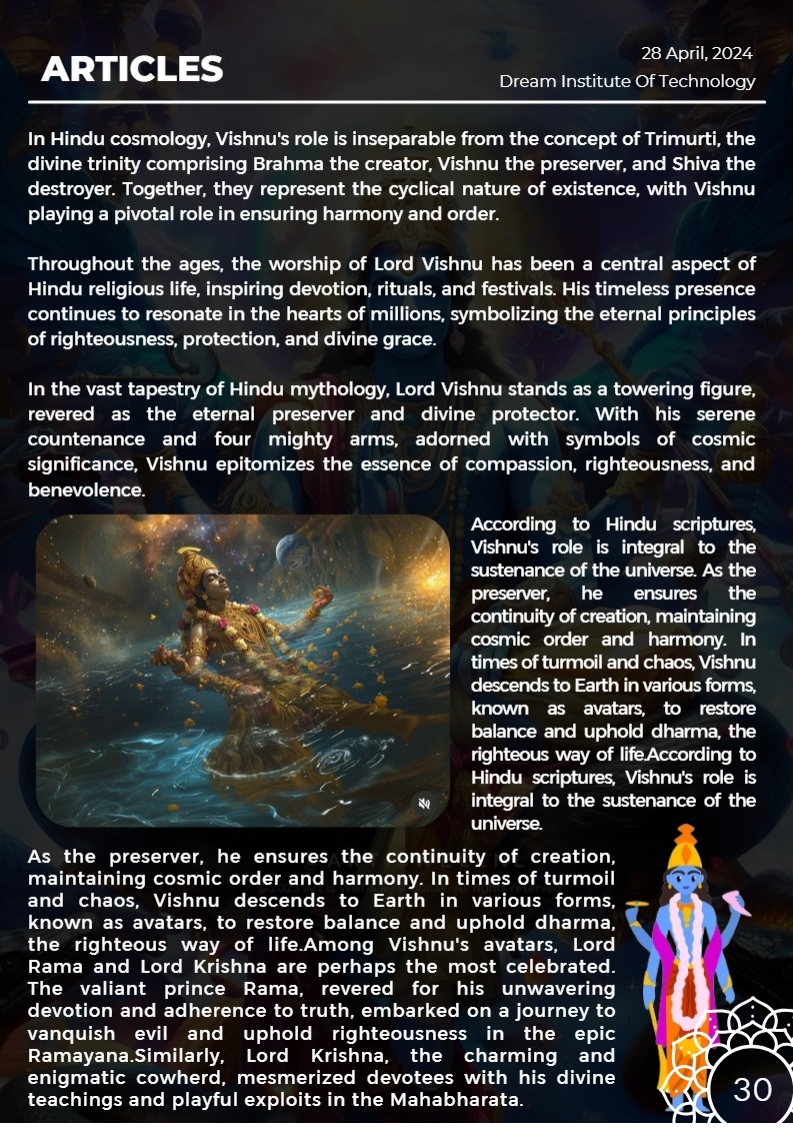 ARTICLES
28 April, 2024
Dream Institute Of Technology
In Hindu cosmology, Vishnu's role is inseparable from the concept of Trimurti, the
divine trinity comprising Brahma the creator, Vishnu the preserver, and Shiva the
destroyer. Together, they represent the cyclical nature of existence, with Vishnu
playing a pivotal role in ensuring harmony and order.
Throughout the ages, the worship of Lord Vishnu has been a central aspect of
Hindu religious life, inspiring devotion, rituals, and festivals. His timeless presence
continues to resonate in the hearts of millions, symbolizing the eternal principles
of righteousness, protection, and divine grace.
In the vast tapestry of Hindu mythology, Lord Vishnu stands as a towering figure,
revered as the eternal preserver and divine protector. With his serene
countenance and four mighty arms, adorned with symbols of cosmic
significance, Vishnu epitomizes the essence of compassion, righteousness, and
benevolence.
According to Hindu scriptures,
Vishnu's role is integral to the
sustenance of the universe. As the
preserver, he ensures the
continuity of creation, maintaining
cosmic order and harmony. In
times of turmoil and chaos, Vishnu
descends to Earth in various forms,
known as avatars, to restore
balance and uphold dharma, the
righteous way of life.According to
Hindu scriptures, Vishnu's role is
integral to the sustenance of the
universe.
As the preserver, he ensures the continuity of creation,
maintaining cosmic order and harmony. In times of turmoil
and chaos, Vishnu descends to Earth in various forms,
known as avatars, to restore balance and uphold dharma,
the righteous way of life.Among Vishnu's avatars, Lord
Rama and Lord Krishna are perhaps the most celebrated.
The valiant prince Rama, revered for his unwavering
devotion and adherence to truth, embarked on a journey to
vanquish evil and uphold righteousness in the epic
Ramayana.Similarly, Lord Krishna, the charming and
enigmatic cowherd, mesmerized devotees with his divine
teachings and playful exploits in the Mahabharata.
30